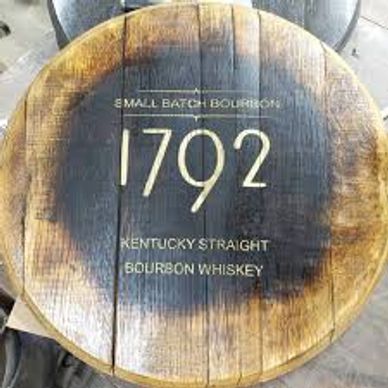 SMALL BATCH BOURBON
1792
KENTUCKY STRAIGHT
BOURBON WHISKEY